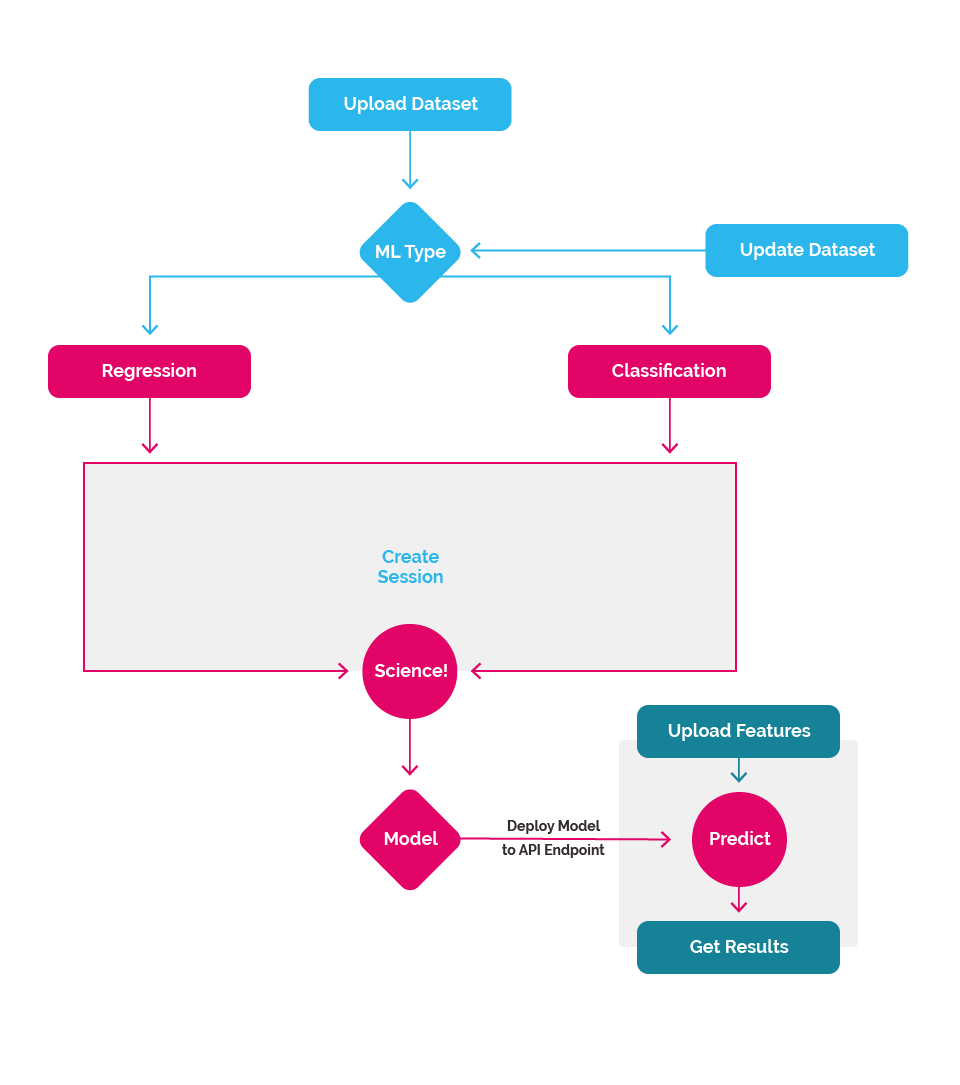 Upload Dataset
ML Type
Update Dataset
Regression
Classification
Create
Session
Science!
Upload Features
Deploy Model
to API Endpoint
Model
Predict
Get Results